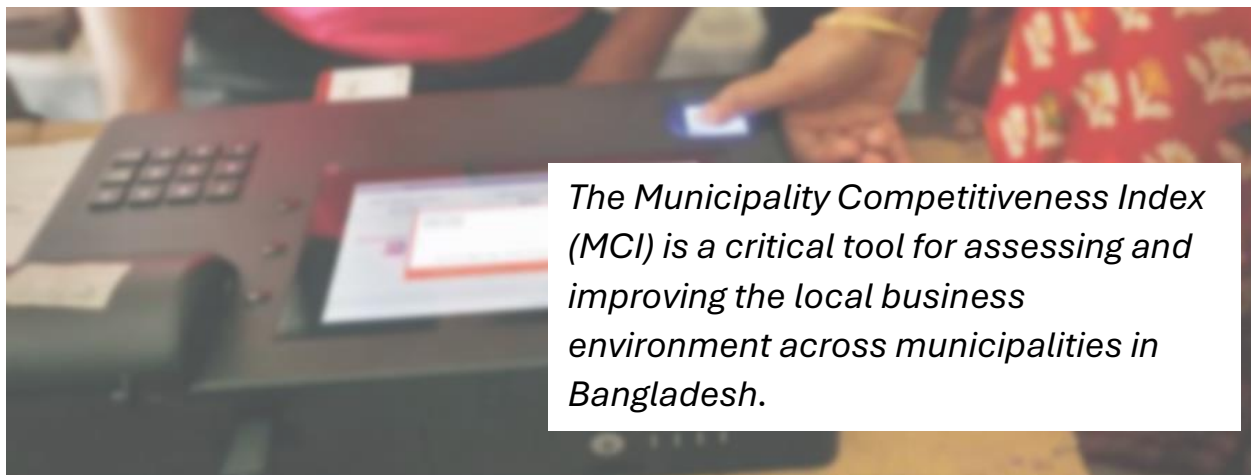 The Municipality Competitiveness Index
(MCI) is a critical tool for assessing and
improving the local business
environment across municipalities in
Bangladesh.